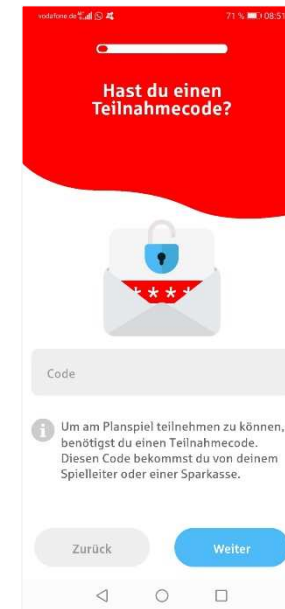 vodafone.de 71 % 08:51
Hast du einen
Teilnahmecode?
* * * *
Code
i Um am Planspiel teilnehmen zu können,
benötigst du einen Teilnahmecode.
Diesen Code bekommst du von deinem
Spielleiter oder einer Sparkasse.
Zurück Weiter